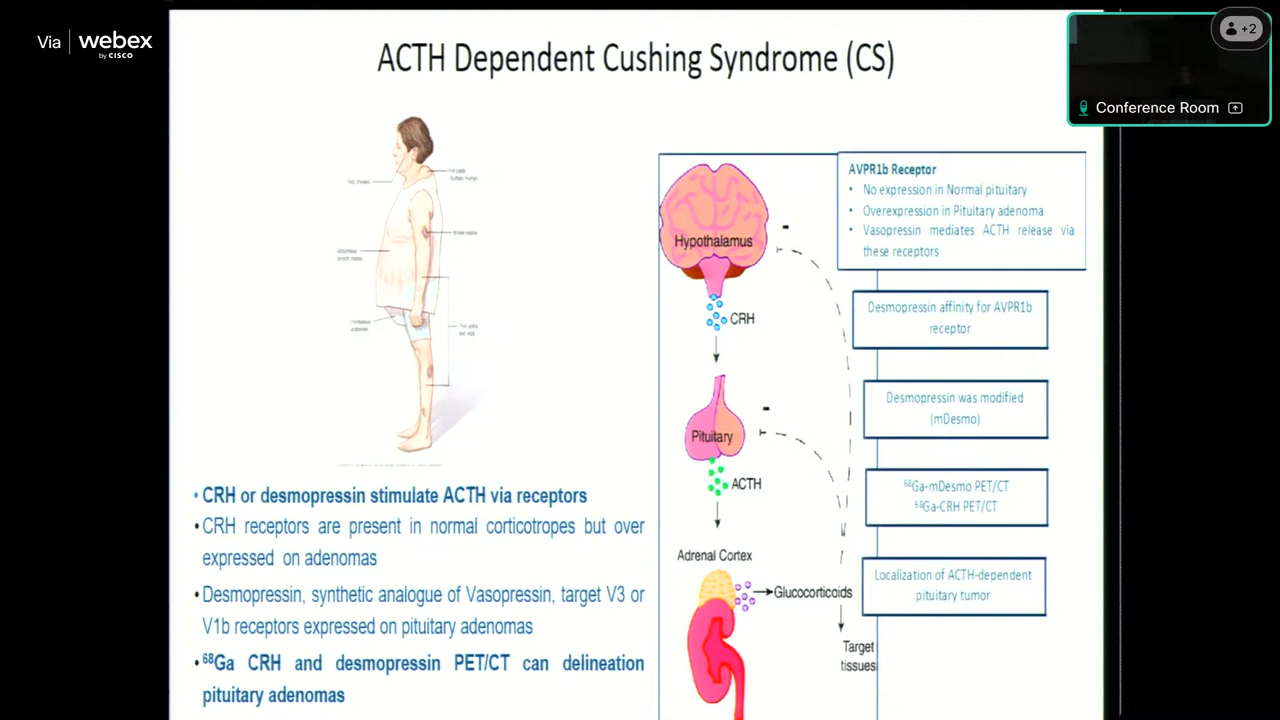 Via webex
by CISCO
+2
Conference Room
ACTH Dependent Cushing Syndrome (CS)
• CRH or desmopressin stimulate ACTH via receptors
• CRH receptors are present in normal corticotropes but over
expressed on adenomas
• Desmopressin, synthetic analogue of Vasopressin, target V3 or
V1b receptors expressed on pituitary adenomas
• ⁶⁸Ga CRH and desmopressin PET/CT can delineation
pituitary adenomas
Hypothalamus
-
CRH
-
Pituitary
ACTH
Adrenal Cortex
Glucocorticoids
Target
tissues
AVPR1b Receptor
• No expression in Normal pituitary
• Overexpression in Pituitary adenoma
• Vasopressin mediates ACTH release via
these receptors
Desmopressin affinity for AVPR1b
receptor
Desmopressin was modified
(mDesmo)
⁶⁸Ga-mDesmo PET/CT
⁶⁸Ga-CRH PET/CT
Localization of ACTH-dependent
pituitary tumor